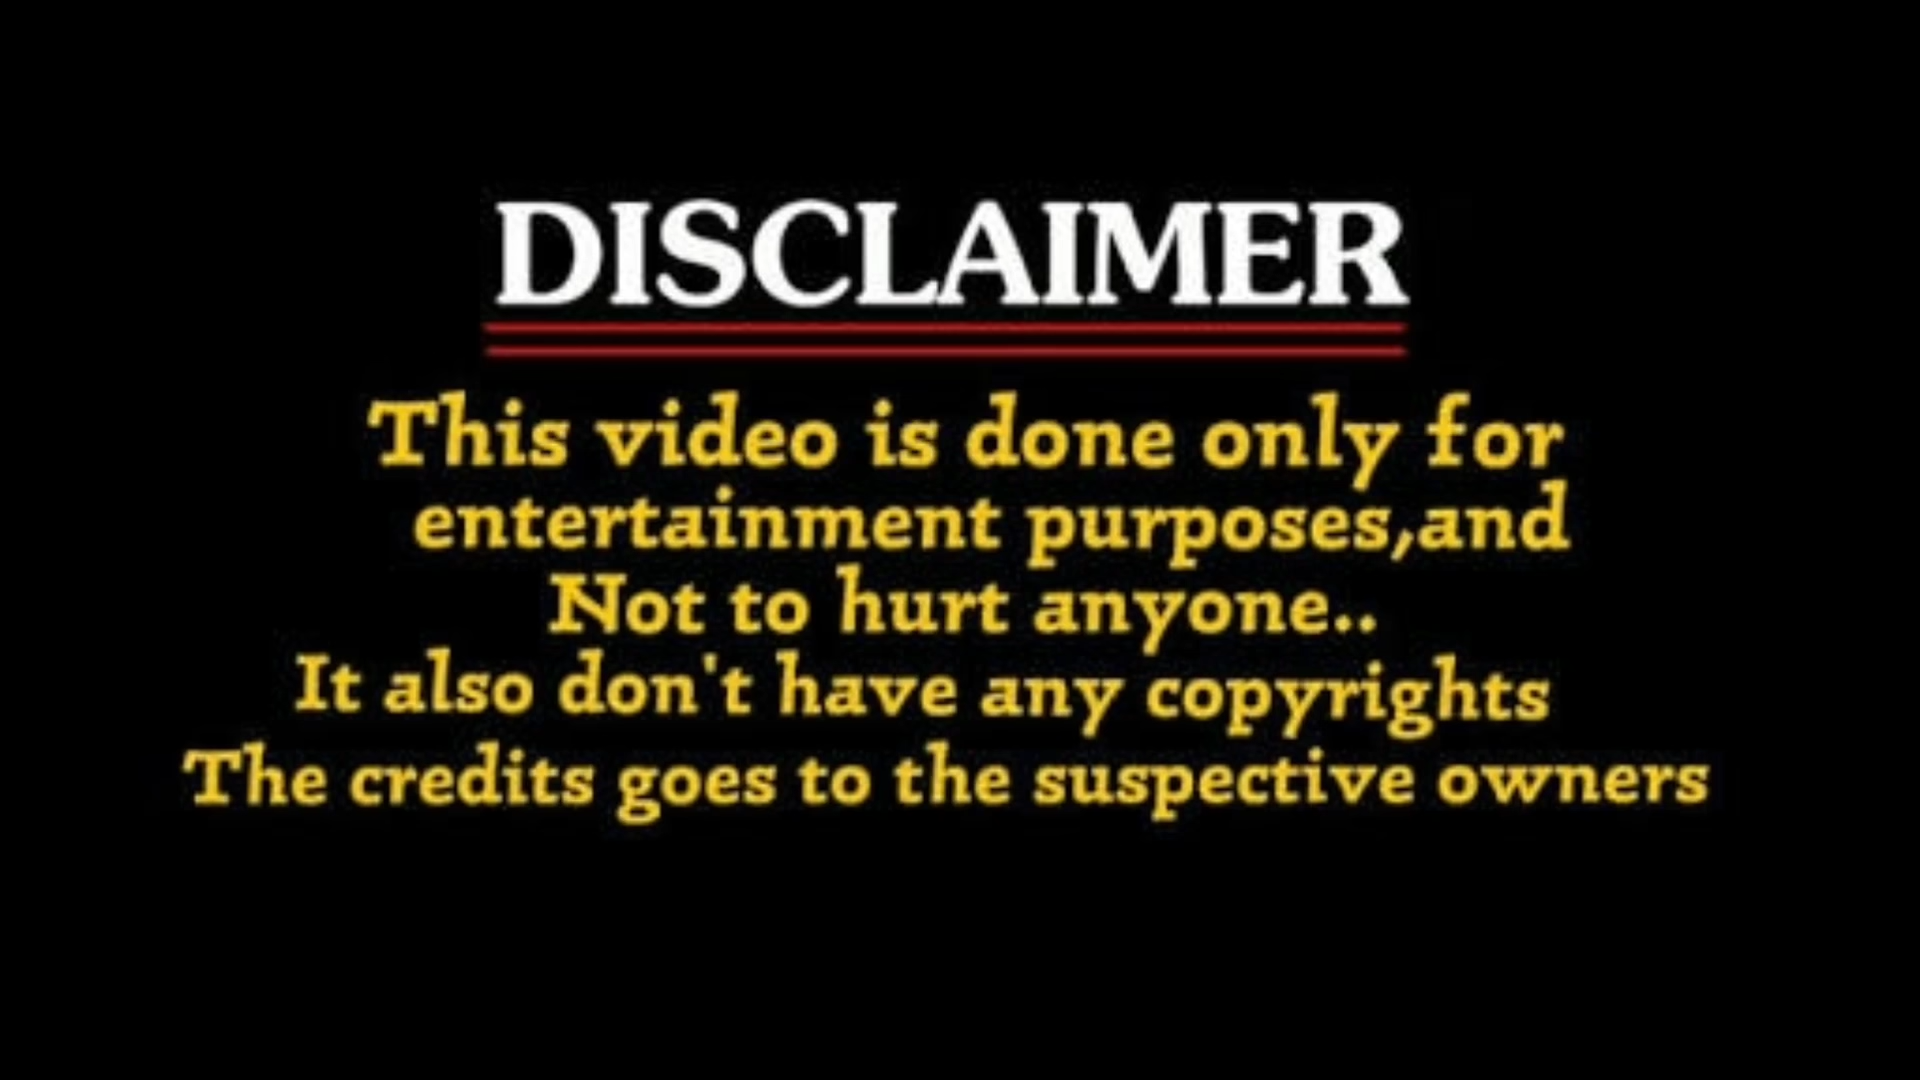 DISCLAIMER
This video is done only for
entertainment purposes,and
Not to hurt anyone..
It also don't have any copyrights
The credits goes to the suspective owners